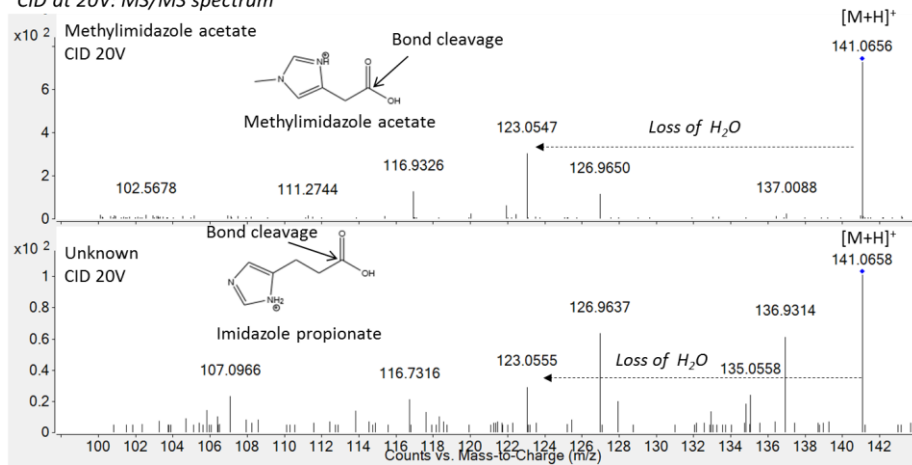 CID at 20V: MS/MS spectrum
x10 2
Methylimidazole acetate
CID 20V
Bond cleavage
[M+H]+
141.0656
NH
N
O
OH
Methylimidazole acetate
123.0547
Loss of H2O
116.9326
126.9650
102.5678
111.2744
137.0088
6
4
2
0
x10 2
Unknown
CID 20V
Bond cleavage
[M+H]+
141.0658
O
OH
N
NH2
Imidazole propionate
126.9637
136.9314
123.0555
Loss of H2O
135.0558
107.0966
116.7316
1
0.8
0.6
0.4
0.2
0
100 102 104 106 108 110 112 114 116 118 120 122 124 126 128 130 132 134 136 138 140 142
Counts vs. Mass-to-Charge (m/z)